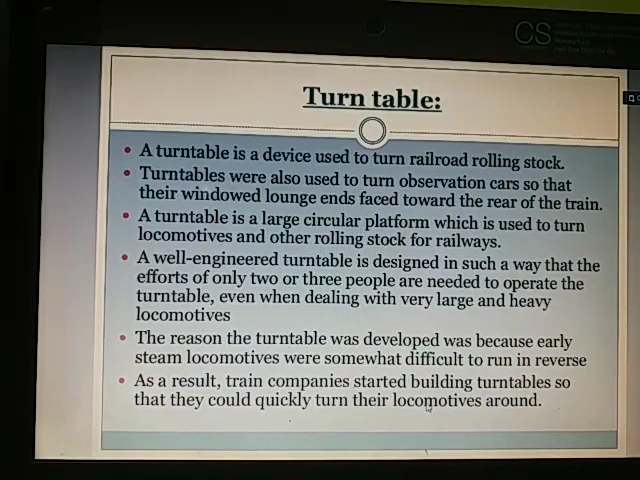 CS
Turn table:
• A turntable is a device used to turn railroad rolling stock.
• Turntables were also used to turn observation cars so that
their windowed lounge ends faced toward the rear of the train.
• A turntable is a large circular platform which is used to turn
locomotives and other rolling stock for railways.
• A well-engineered turntable is designed in such a way that the
efforts of only two or three people are needed to operate the
turntable, even when dealing with very large and heavy
locomotives
• The reason the turntable was developed was because early
steam locomotives were somewhat difficult to run in reverse
• As a result, train companies started building turntables so
that they could quickly turn their locomotives around.